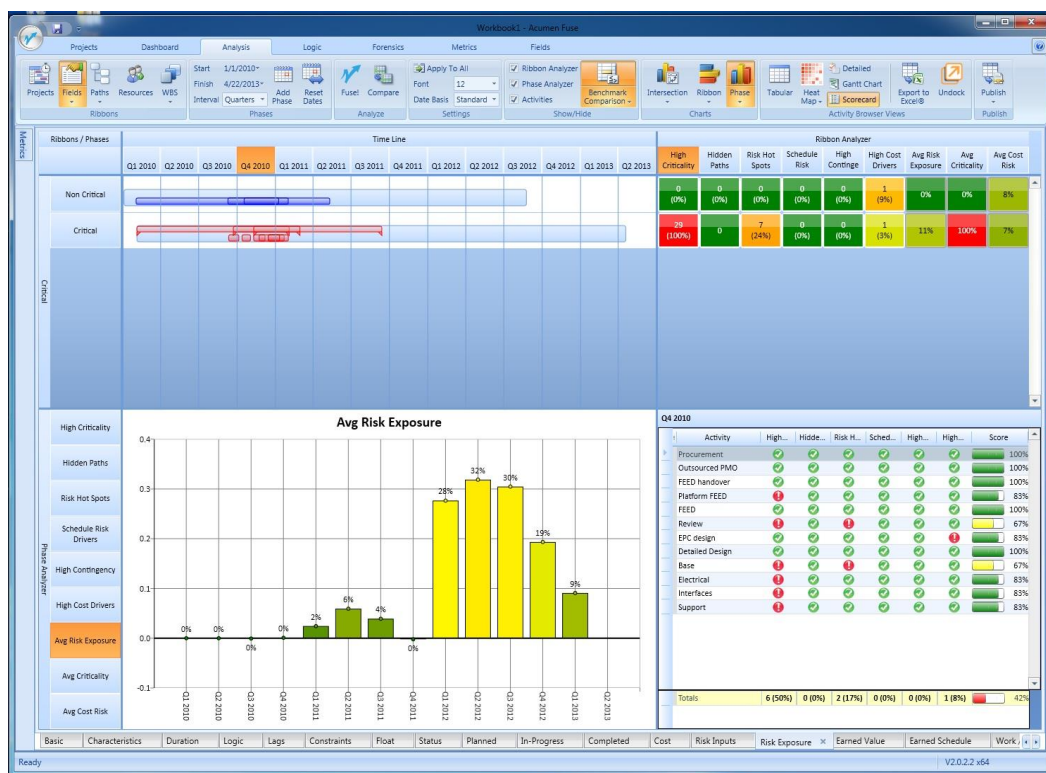 Workbook1 - Acumen Fuse
Projects Dashboard Analysis Logic Forensics Metrics Fields
Projects Fields Paths Resources WBS
Ribbons
Start 1/1/2010
Finish 4/22/2013
Interval Quarters
Add Phase Reset Dates
Phases
Fuse! Compare
Analyze
Apply To All
Font 12
Date Basis Standard
Settings
Ribbon Analyzer
Phase Analyzer
Activities
Benchmark Comparison
Show/Hide
Intersection Ribbon Phase
Charts
Tabular Heat Map
Detailed
Gantt Chart
Scorecard
Export to Excel® Undock
Activity Browser Views
Publish
Publish
Metrics
Ribbons / Phases Time Line Ribbon Analyzer
Q1 2010 Q2 2010 Q3 2010 Q4 2010 Q1 2011 Q2 2011 Q3 2011 Q4 2011 Q1 2012 Q2 2012 Q3 2012 Q4 2012 Q1 2013 Q2 2013
High Criticality Hidden Paths Risk Hot Spots Schedule Risk High Continge High Cost Drivers Avg Risk Exposure Avg Criticality Avg Cost Risk
Critical
Non Critical 0 (0%) 0 (0%) 0 (0%) 0 (0%) 0 (0%) 1 (9%) 0% 0% 8%
Critical 29 (100%) 0 7 (24%) 0 (0%) 0 (0%) 1 (3%) 11% 100% 7%
Phase Analyzer
High Criticality
Hidden Paths
Risk Hot Spots
Schedule Risk Drivers
High Contingency
High Cost Drivers
Avg Risk Exposure
Avg Criticality
Avg Cost Risk
Avg Risk Exposure
0.4
0.3
0.2
0.1
0.0
-0.1
0% 0% 0% 0% 2% 6% 4% 0% 28% 32% 30% 19% 9%
Q1 2010 Q2 2010 Q3 2010 Q4 2010 Q1 2011 Q2 2011 Q3 2011 Q4 2011 Q1 2012 Q2 2012 Q3 2012 Q4 2012 Q1 2013 Q2 2013
Q4 2010
Activity High... Hidde... Risk H... Sched... High... High... Score
Procurement 100%
Outsourced PMO 100%
FEED handover 100%
Platform FEED 83%
FEED 100%
Review 67%
EPC design 83%
Detailed Design 100%
Base 67%
Electrical 83%
Interfaces 83%
Support 83%
Totals 6 (50%) 0 (0%) 2 (17%) 0 (0%) 0 (0%) 1 (8%) 42%
Basic Characteristics Duration Logic Lags Constraints Float Status Planned In-Progress Completed Cost Risk Inputs Risk Exposure Earned Value Earned Schedule Work
Ready V2.0.2.2 x64